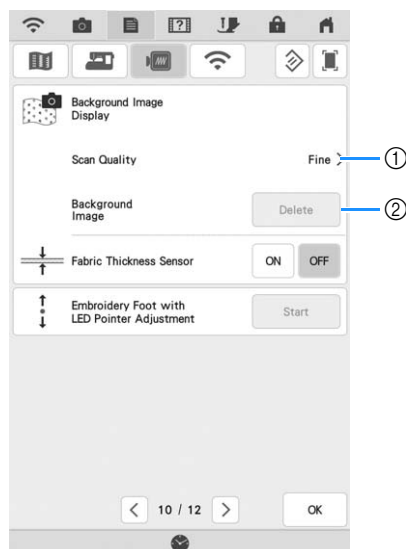 Background Image
Display
Scan Quality
Fine >
①
Background
Image
Delete
②
Fabric Thickness Sensor
ON
OFF
Embroidery Foot with
LED Pointer Adjustment
Start
< 10 / 12 >
OK